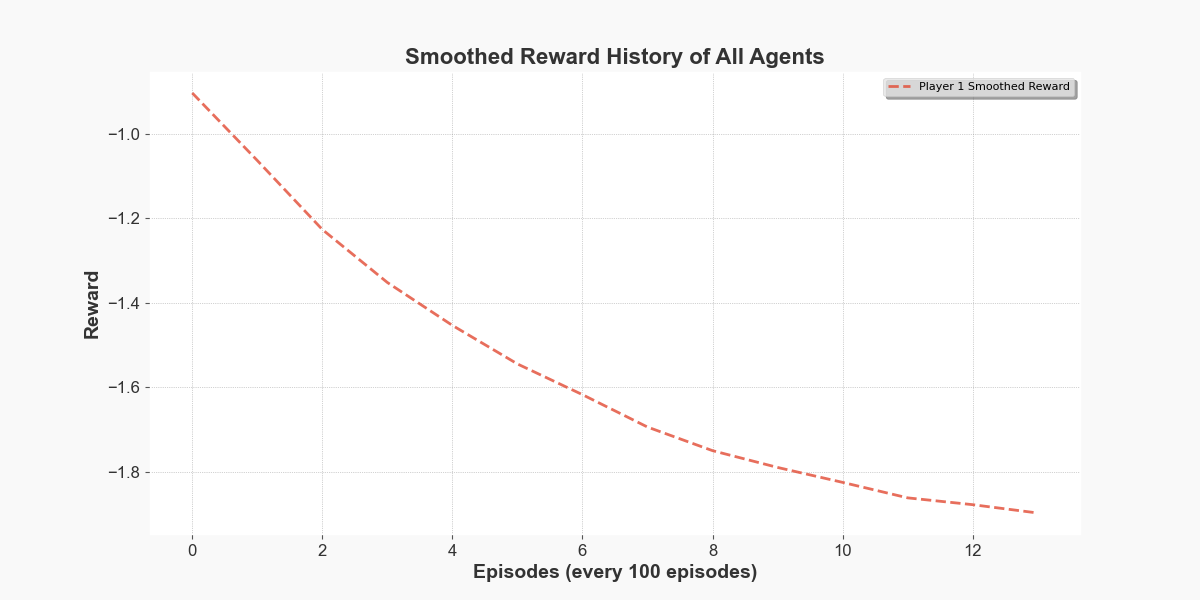 Smoothed Reward History of All Agents
Player 1 Smoothed Reward
−1.0
−1.2
−1.4
−1.6
−1.8
Reward
0 2 4 6 8 10 12
Episodes (every 100 episodes)